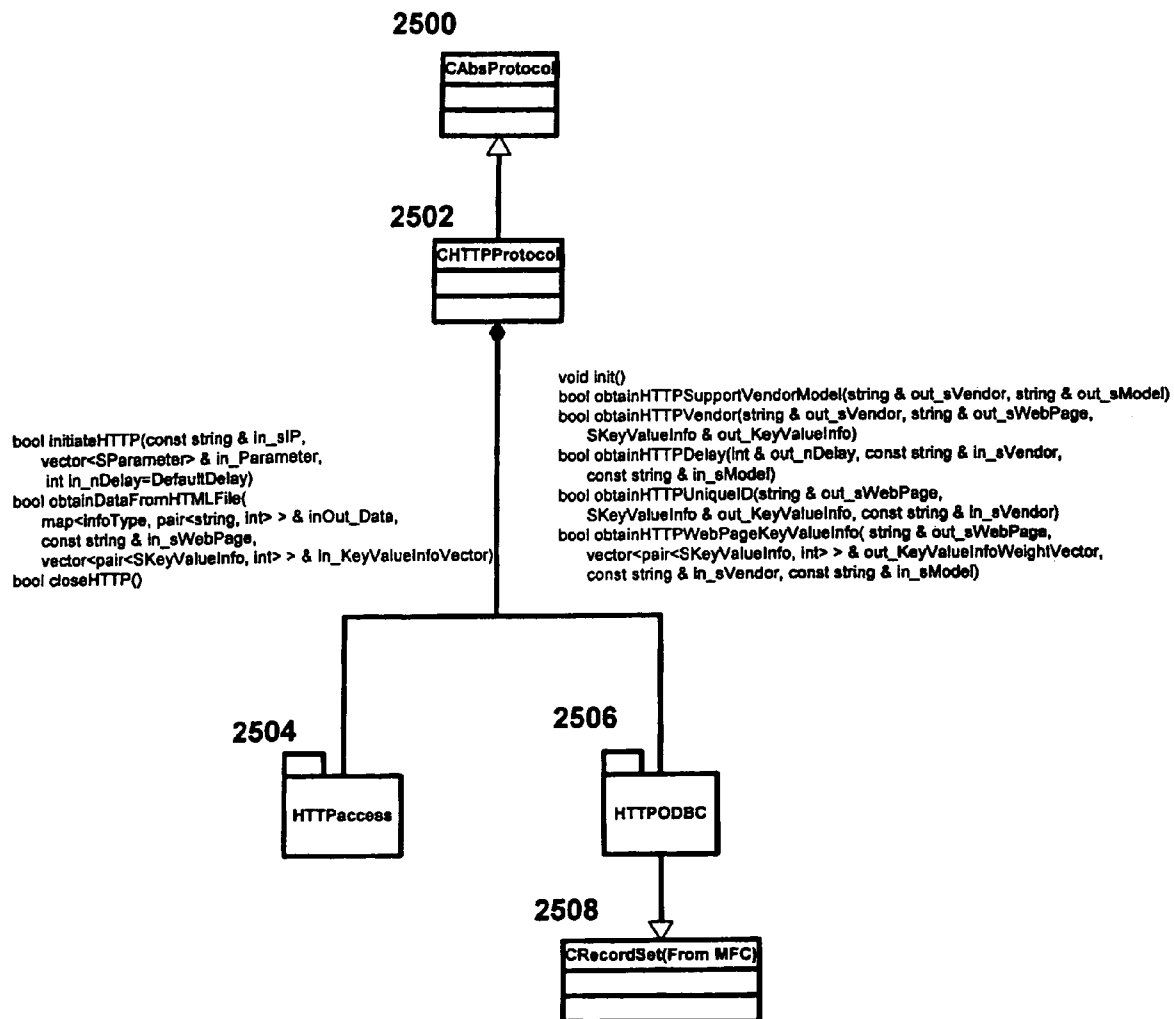 2500
CAbsProtocol
2502
CHTTPProtocol
bool initiateHTTP(const string & in_sIP,
vector<SParameter> & in_Parameter,
int in_nDelay=DefaultDelay)
bool obtainDataFromHTMLFile(
map<infoType, pair<string, int> > & inOut_Data,
const string & in_sWebPage,
vector<pair<SKeyValueInfo, int> > & in_KeyValueInfoVector)
bool closeHTTP()
void init()
bool obtainHTTPSupportVendorModel(string & out_sVendor, string & out_sModel)
bool obtainHTTPVendor(string & out_sVendor, string & out_sWebPage,
SKeyValueInfo & out_KeyValueInfo)
bool obtainHTTPDelay(int & out_nDelay, const string & in_sVendor,
const string & in_sModel)
bool obtainHTTPUniqueID(string & out_sWebPage,
SKeyValueInfo & out_KeyValueInfo, const string & in_sVendor)
bool obtainHTTPWebPageKeyValueInfo( string & out_sWebPage,
vector<pair<SKeyValueInfo, int> > & out_KeyValueInfoWeightVector,
const string & in_sVendor, const string & in_sModel)
2504
HTTPaccess
2506
HTTPODBC
2508
CRecordSet(From MFC)